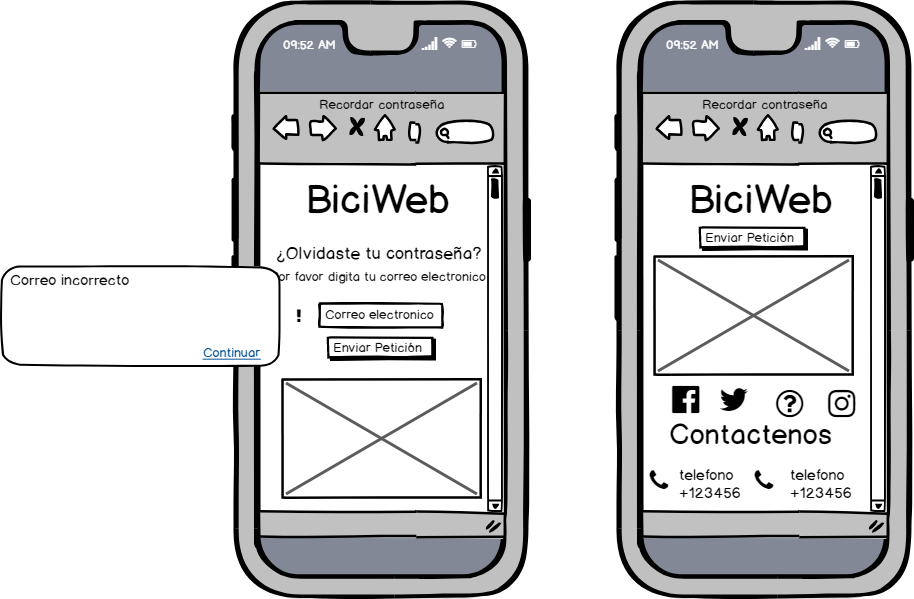 09:52 AM
Recordar contraseña
BiciWeb
¿Olvidaste tu contraseña?
or favor digita tu correo electronico
Correo incorrecto
Continuar
! Correo electronico
Enviar Petición
09:52 AM
Recordar contraseña
BiciWeb
Enviar Petición
?
Contactenos
telefono
+123456
telefono
+123456